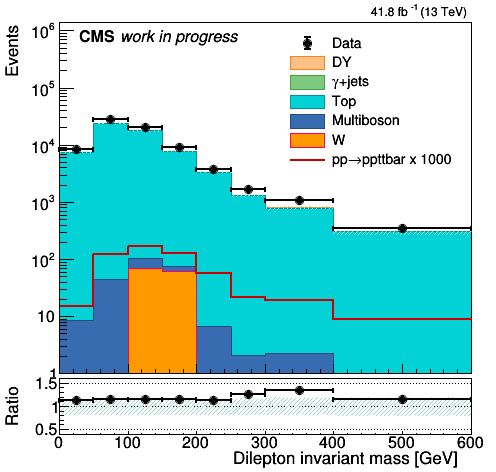 41.8 fb⁻¹ (13 TeV)
CMS work in progress
Events
10⁶
10⁵
10⁴
10³
10²
10
1
Data
DY
γ+jets
Top
Multiboson
W
pp→ppttbar x 1000
Ratio
1.5
1
0.5
0 100 200 300 400 500 600
Dilepton invariant mass [GeV]